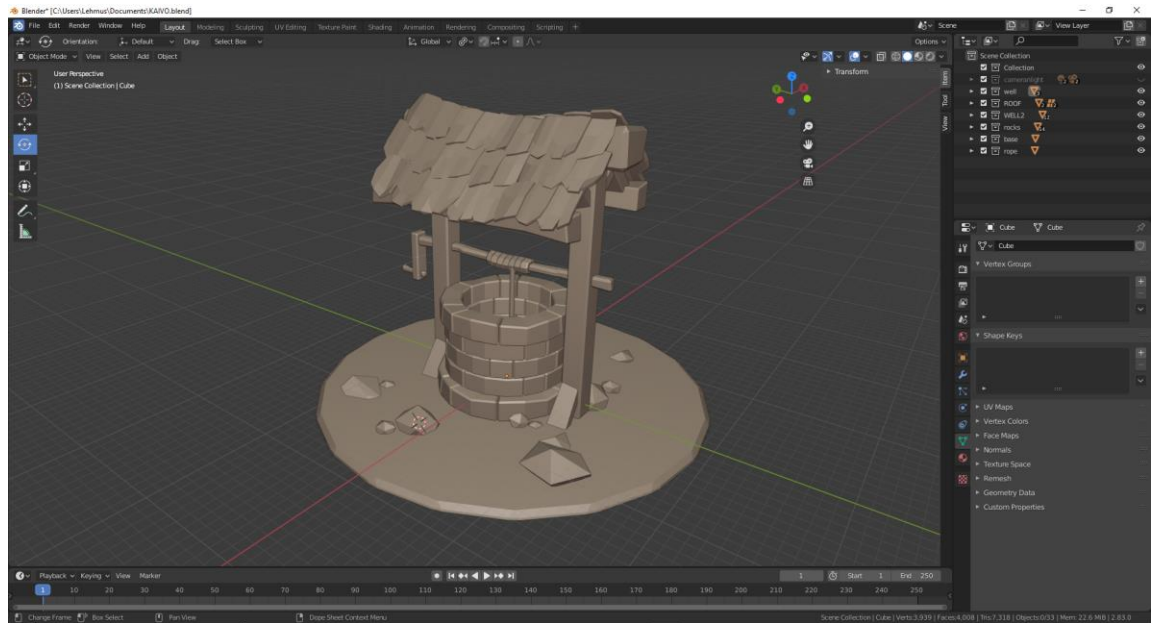 Blender* [C:\Users\Lehmus\Documents\KAIVO.blend]
File Edit Render Window Help Layout Modeling Sculpting UV Editing Texture Paint Shading Animation Rendering Compositing Scripting + Scene View Layer
Orientation: Default Drag: Select Box Global Options
Object Mode View Select Add Object
User Perspective
(1) Scene Collection | Cube
Transform
Item
Tool
View
Scene Collection
Collection
cameranlight
well
ROOF
WELL2
rocks
base
rope
Cube Cube
Cube
Vertex Groups
Shape Keys
UV Maps
Vertex Colors
Face Maps
Normals
Texture Space
Remesh
Geometry Data
Custom Properties
Playback Keying View Marker 1 Start 1 End 250
1 10 20 30 40 50 60 70 80 90 100 110 120 130 140 150 160 170 180 190 200 210 220 230 240 250
Change Frame Box Select Pan View Dope Sheet Context Menu Scene Collection | Cube | Verts:3,939 | Faces:4,008 | Tris:7,318 | Objects:0/33 | Mem: 22.6 MiB | 2.83.0